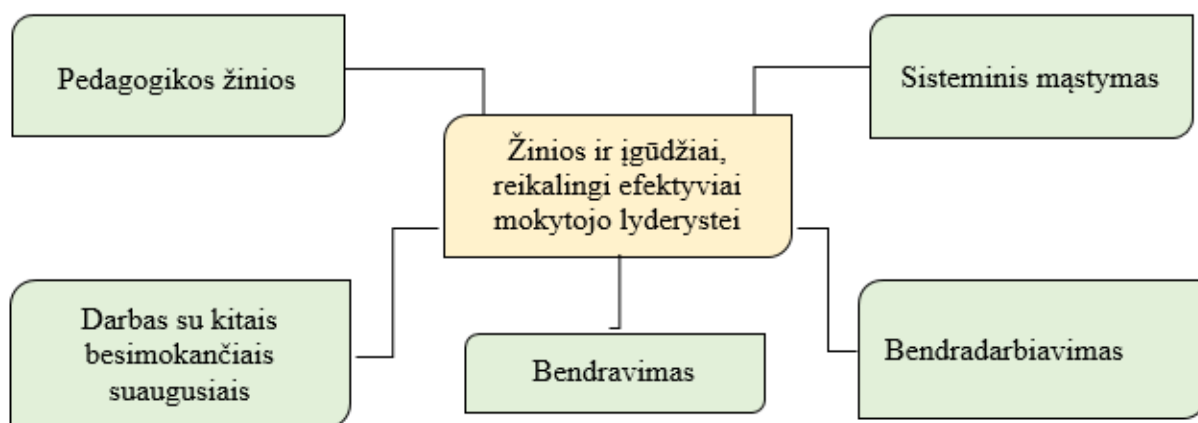 Pedagogikos žinios
Sisteminis mąstymas
Žinios ir įgūdžiai,
reikalingi efektyviai
mokytojo lyderystei
Darbas su kitais
besimokančiais
suaugusiais
Bendravimas
Bendradarbiavimas